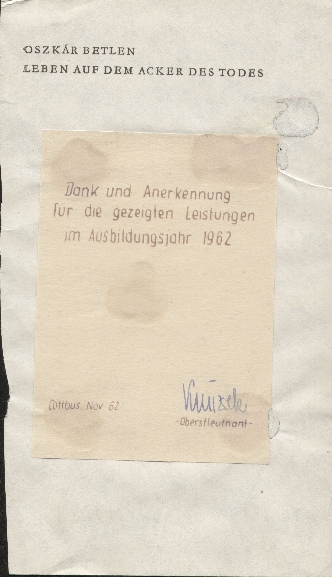 OSZKÁR BETLEN
LEBEN AUF DEM ACKER DES TODES
Dank und Anerkennung
für die gezeigten Leistungen
im Ausbildungsjahr 1962
Cottbus, Nov. 62
-Oberstleutnant-